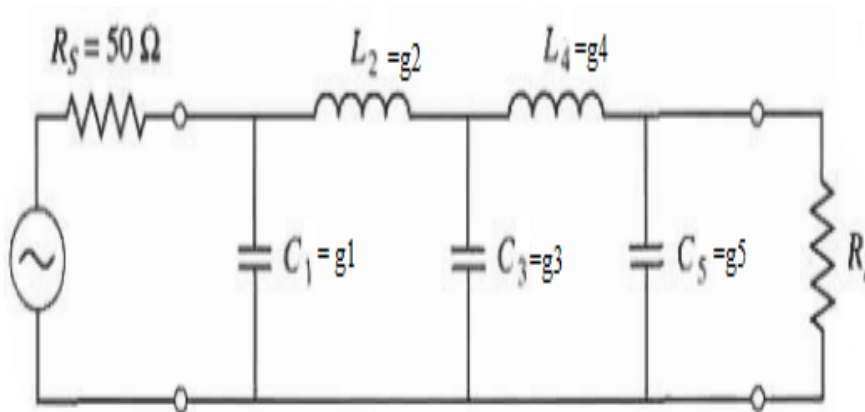 R_S = 50 Ω
L_2 =g2
L_4 =g4
C_1 =g1
C_3 =g3
C_5 =g5
R